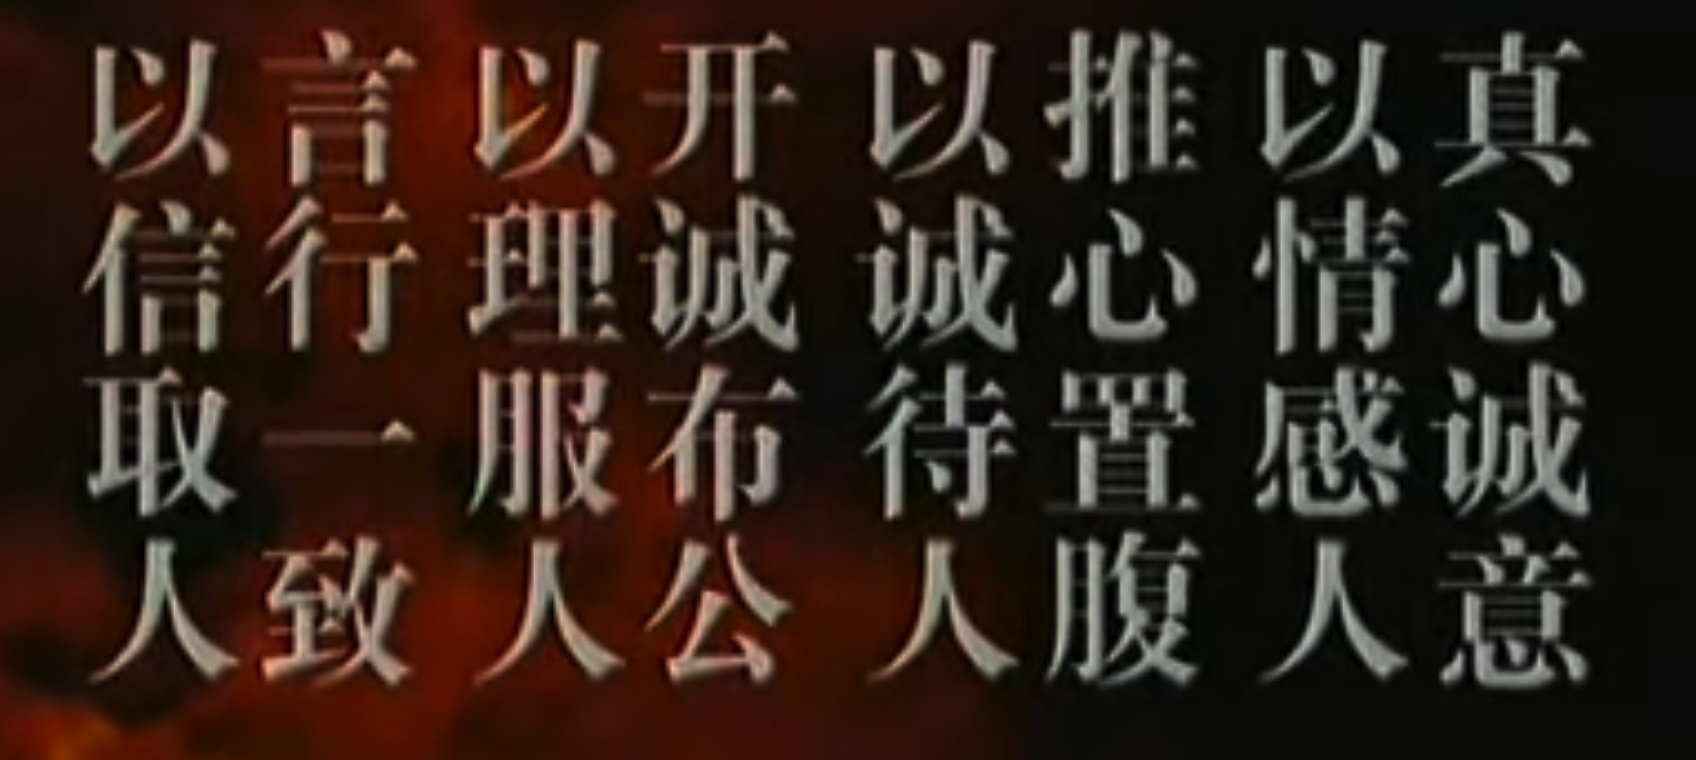 真心诚意
以情感人
推心置腹
以诚待人
开诚布公
以理服人
言行一致
以信取人